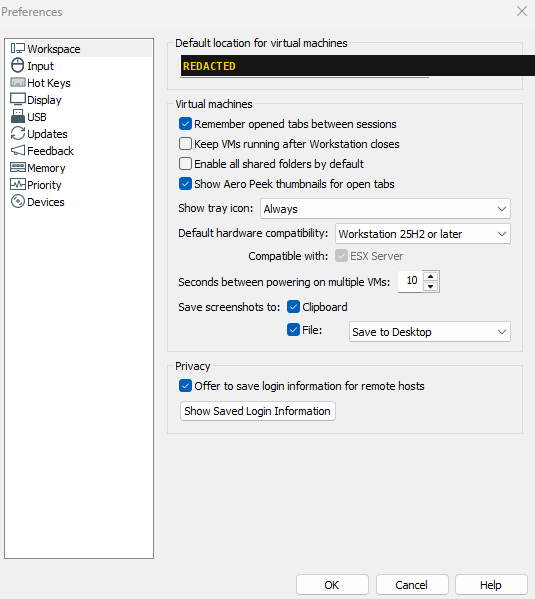 Preferences
Workspace
Input
Hot Keys
Display
USB
Updates
Feedback
Memory
Priority
Devices
Default location for virtual machines
REDACTED
Virtual machines
Remember opened tabs between sessions
Keep VMs running after Workstation closes
Enable all shared folders by default
Show Aero Peek thumbnails for open tabs
Show tray icon: Always
Default hardware compatibility: Workstation 25H2 or later
Compatible with: ESX Server
Seconds between powering on multiple VMs: 10
Save screenshots to: Clipboard
File: Save to Desktop
Privacy
Offer to save login information for remote hosts
Show Saved Login Information
OK Cancel Help